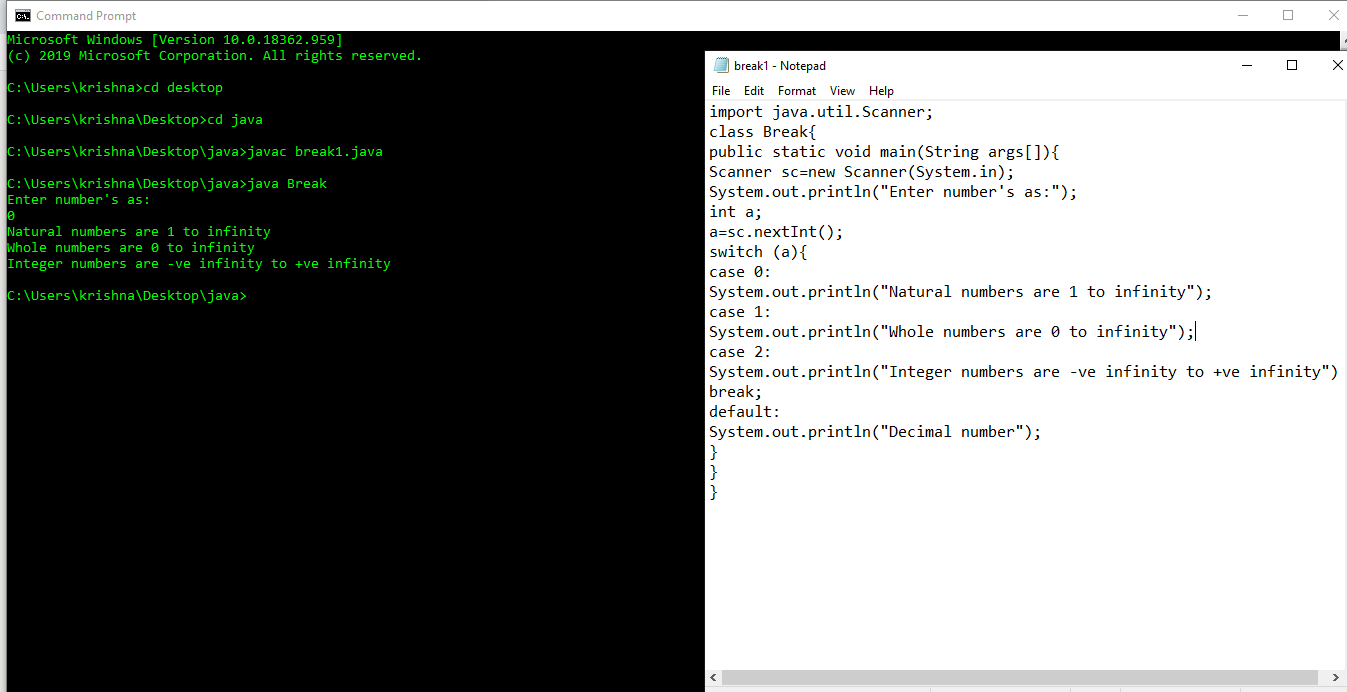 Command Prompt
Microsoft Windows [Version 10.0.18362.959]
(c) 2019 Microsoft Corporation. All rights reserved.
C:\Users\krishna>cd desktop
C:\Users\krishna\Desktop>cd java
C:\Users\krishna\Desktop\java>javac break1.java
C:\Users\krishna\Desktop\java>java Break
Enter number's as:
0
Natural numbers are 1 to infinity
Whole numbers are 0 to infinity
Integer numbers are -ve infinity to +ve infinity
C:\Users\krishna\Desktop\java>
break1 - Notepad
File Edit Format View Help
import java.util.Scanner;
class Break{
public static void main(String args[]){
Scanner sc=new Scanner(System.in);
System.out.println("Enter number's as:");
int a;
a=sc.nextInt();
switch (a){
case 0:
System.out.println("Natural numbers are 1 to infinity");
case 1:
System.out.println("Whole numbers are 0 to infinity");
case 2:
System.out.println("Integer numbers are -ve infinity to +ve infinity")
break;
default:
System.out.println("Decimal number");
}
}
}